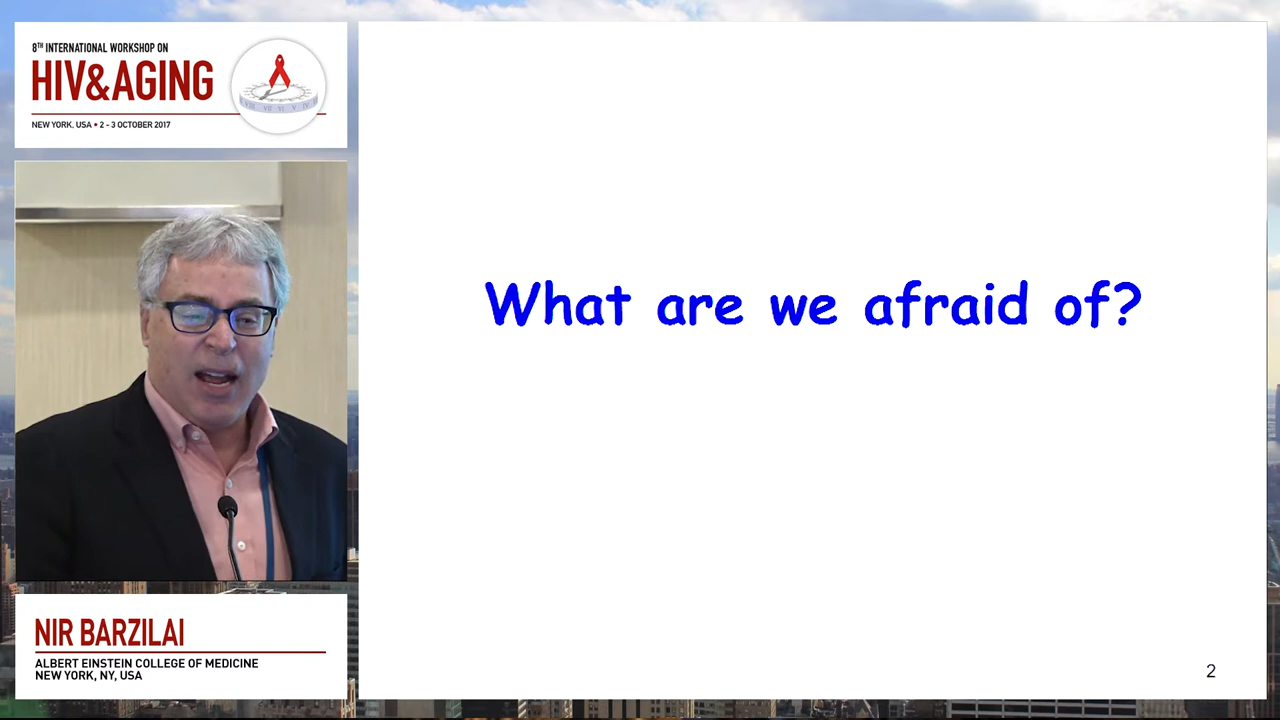 8TH INTERNATIONAL WORKSHOP ON
HIV&AGING
NEW YORK, USA • 2 - 3 OCTOBER 2017
What are we afraid of?
NIR BARZILAI
ALBERT EINSTEIN COLLEGE OF MEDICINE
NEW YORK, NY, USA
2